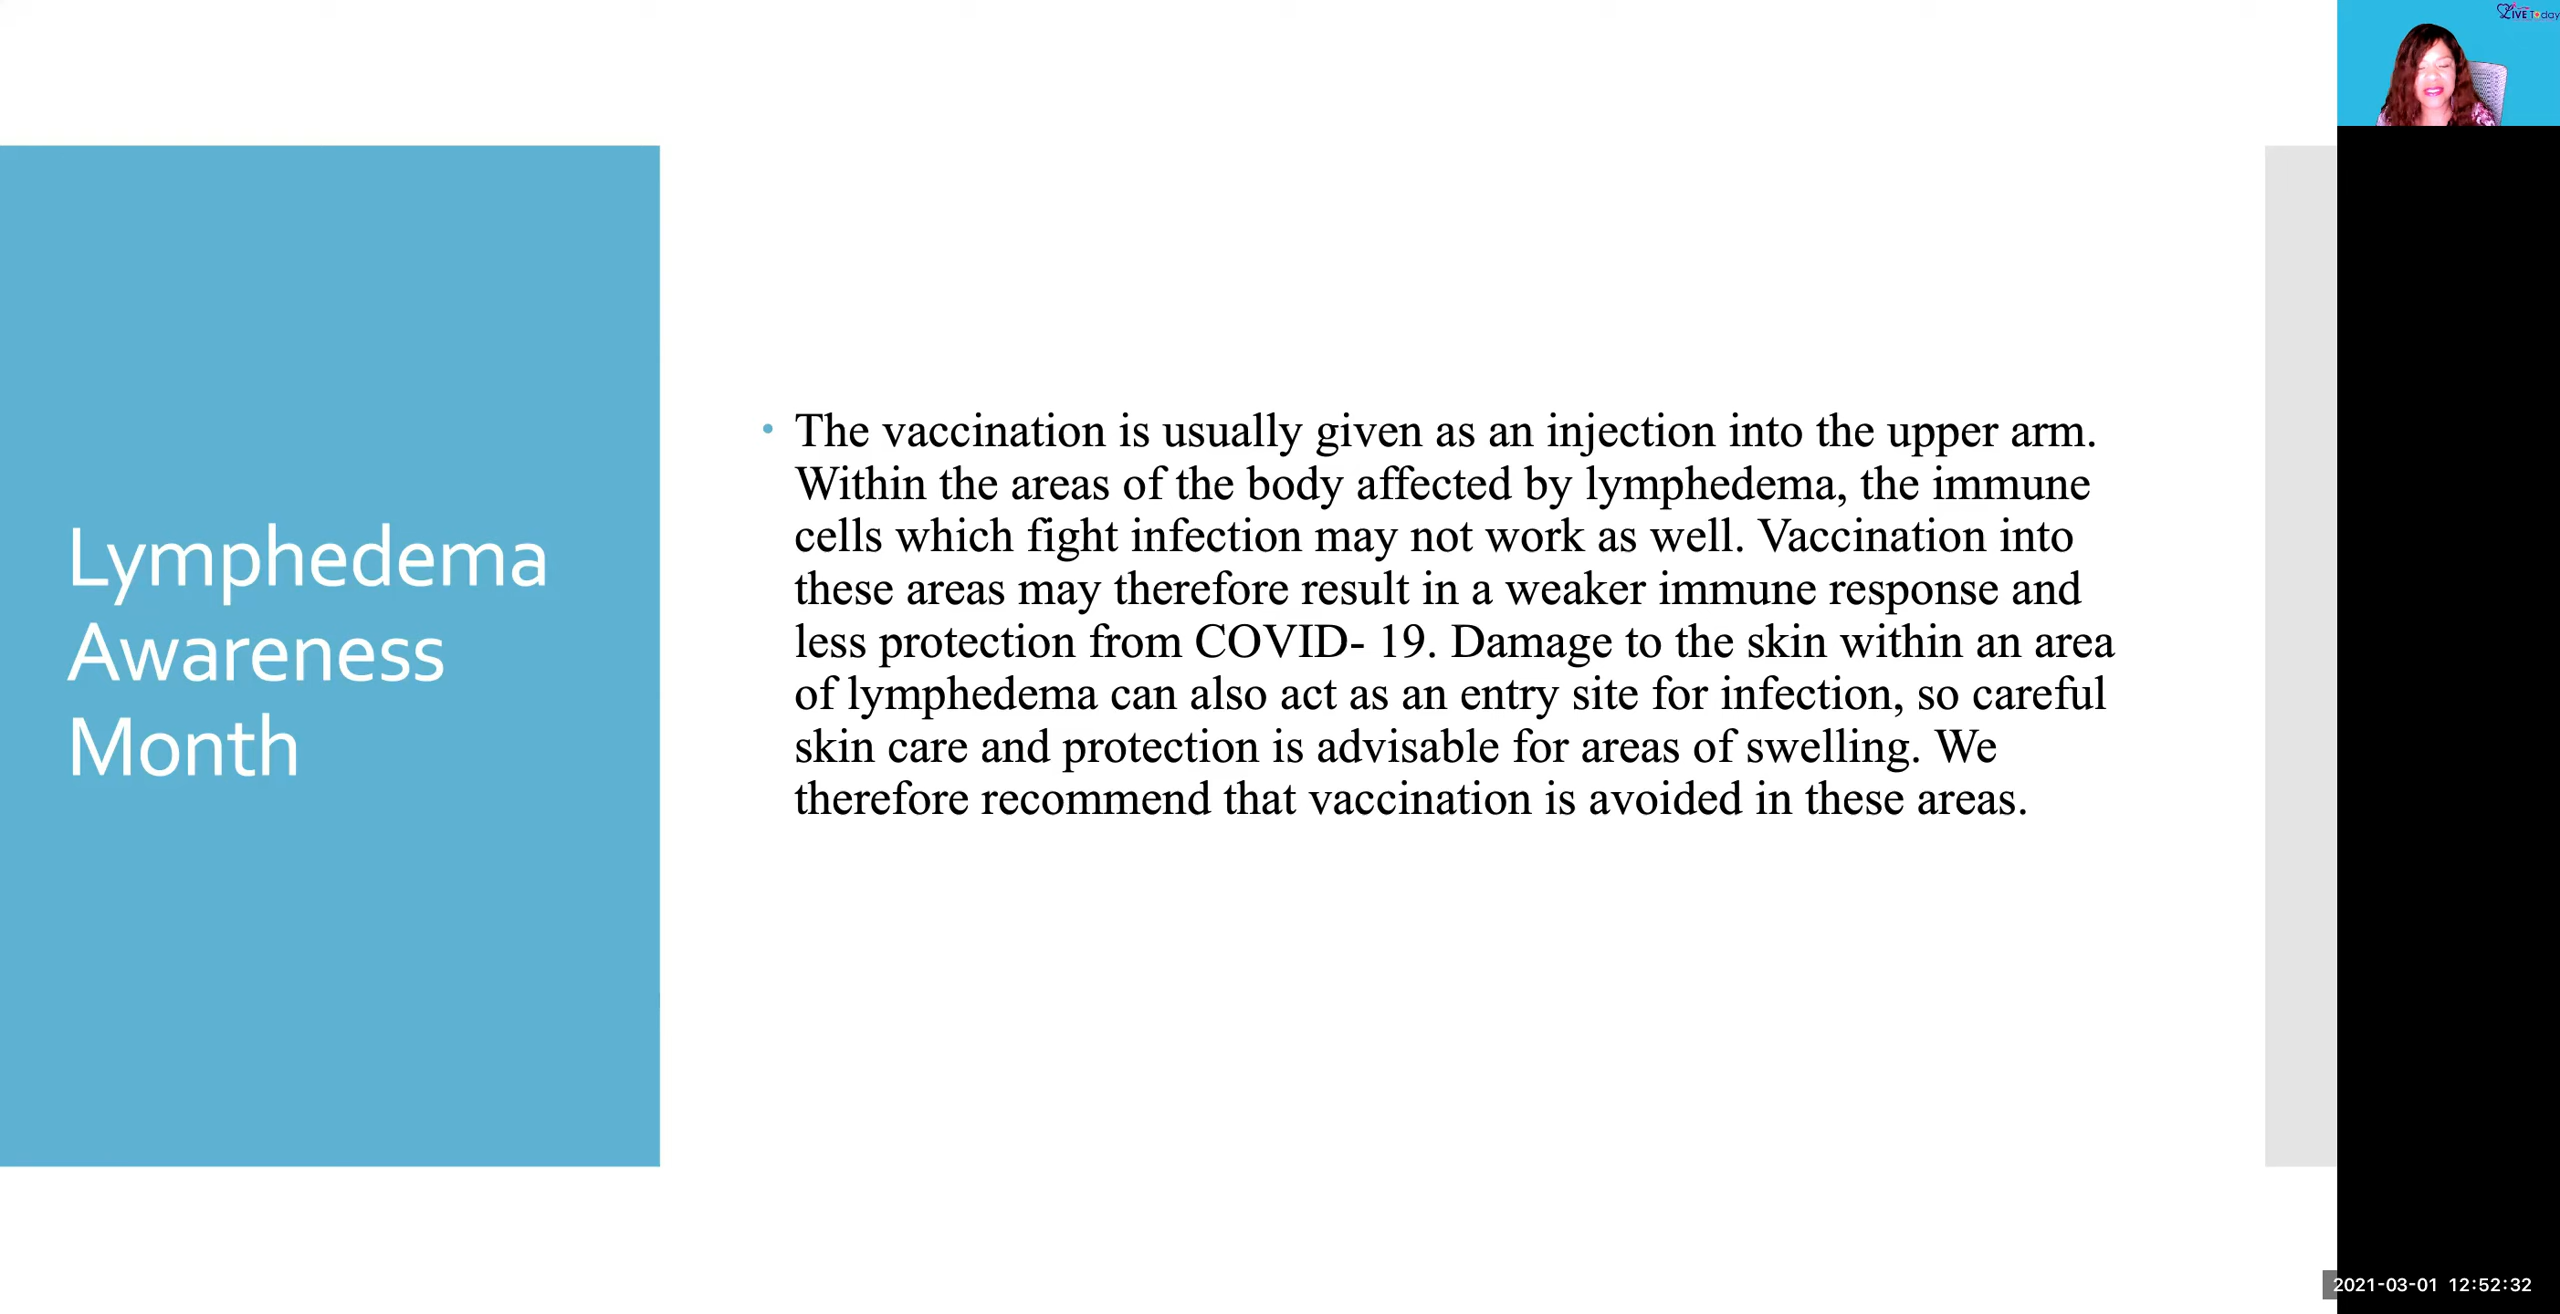 LIVE Today
Lymphedema
Awareness
Month
• The vaccination is usually given as an injection into the upper arm.
Within the areas of the body affected by lymphedema, the immune
cells which fight infection may not work as well. Vaccination into
these areas may therefore result in a weaker immune response and
less protection from COVID- 19. Damage to the skin within an area
of lymphedema can also act as an entry site for infection, so careful
skin care and protection is advisable for areas of swelling. We
therefore recommend that vaccination is avoided in these areas.
2021-03-01 12:52:32